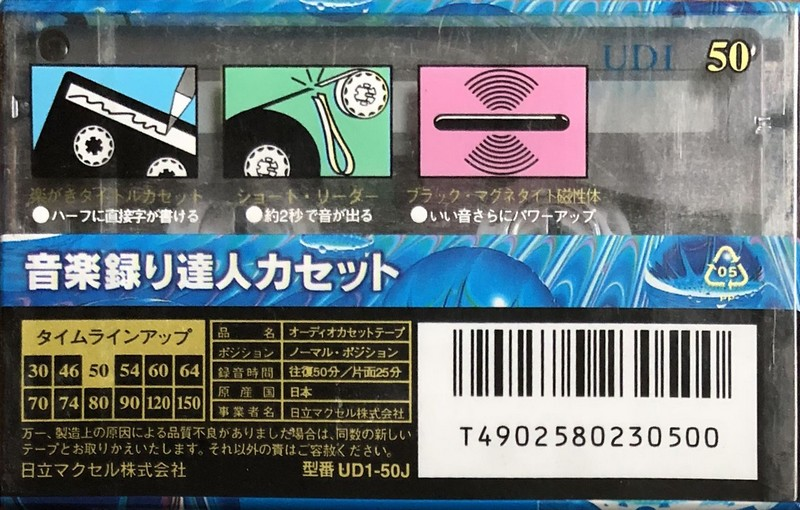 UD1 50
楽がきタイトルカセット
●ハーフに直接字が書ける
ショート・リーダー
●約2秒で音が出る
ブラック・マグネタイト磁性体
●いい音さらにパワーアップ
音楽録り達人カセット
05
PP
タイムラインアップ
30 46 50 54 60 64
70 74 80 90 120 150
品名 オーディオカセットテープ
ポジション ノーマル・ポジション
録音時間 往復50分／片面25分
原産国 日本
事業者名 日立マクセル株式会社
万一、製造上の原因による品質不良がありました場合は、同数の新しい
テープとお取りかえいたします。それ以外の責はご容赦ください。
日立マクセル株式会社 型番 UD1-50J
T4902580230500